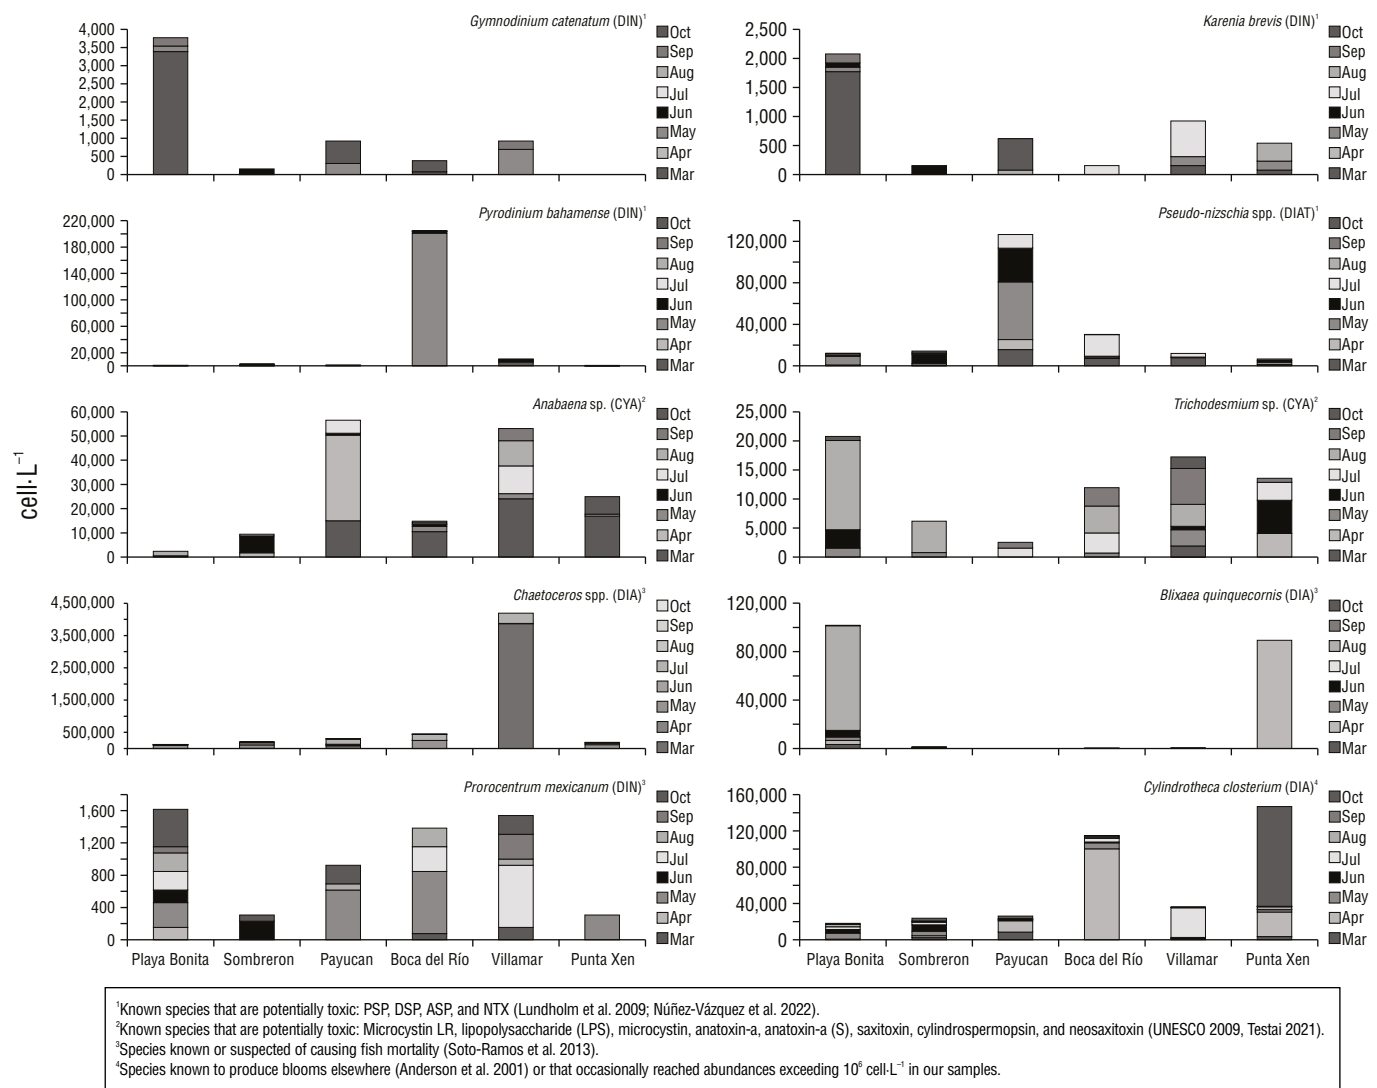 Gymnodinium catenatum (DIN)¹
4,000
3,500
3,000
2,500
2,000
1,500
1,000
500
0
Oct
Sep
Aug
Jul
Jun
May
Apr
Mar
Karenia brevis (DIN)¹
2,500
2,000
1,500
1,000
500
0
Oct
Sep
Aug
Jul
Jun
May
Apr
Mar
Pyrodinium bahamense (DIN)¹
220,000
180,000
140,000
100,000
60,000
20,000
0
Oct
Sep
Aug
Jul
Jun
May
Apr
Mar
Pseudo-nizschia spp. (DIAT)¹
120,000
80,000
40,000
0
Oct
Sep
Aug
Jul
Jun
May
Apr
Mar
cell·L⁻¹
Anabaena sp. (CYA)²
60,000
50,000
40,000
30,000
20,000
10,000
0
Oct
Sep
Aug
Jul
Jun
May
Apr
Mar
Trichodesmium sp. (CYA)²
25,000
20,000
15,000
10,000
5,000
0
Oct
Sep
Aug
Jul
Jun
May
Apr
Mar
Chaetoceros spp. (DIA)³
4,500,000
3,500,000
2,500,000
1,500,000
500,000
0
Oct
Sep
Aug
Jul
Jun
May
Apr
Mar
Blixaea quinquecornis (DIA)³
120,000
80,000
40,000
0
Oct
Sep
Aug
Jul
Jun
May
Apr
Mar
Prorocentrum mexicanum (DIN)³
1,600
1,200
800
400
0
Oct
Sep
Aug
Jul
Jun
May
Apr
Mar
Playa Bonita Sombreron Payucan Boca del Río Villamar Punta Xen
Cylindrotheca closterium (DIA)⁴
160,000
120,000
80,000
40,000
0
Oct
Sep
Aug
Jul
Jun
May
Apr
Mar
Playa Bonita Sombreron Payucan Boca del Río Villamar Punta Xen
¹Known species that are potentially toxic: PSP, DSP, ASP, and NTX (Lundholm et al. 2009; Núñez-Vázquez et al. 2022).
²Known species that are potentially toxic: Microcystin LR, lipopolysaccharide (LPS), microcystin, anatoxin-a, anatoxin-a (S), saxitoxin, cylindrospermopsin, and neosaxitoxin (UNESCO 2009, Testai 2021).
³Species known or suspected of causing fish mortality (Soto-Ramos et al. 2013).
⁴Species known to produce blooms elsewhere (Anderson et al. 2001) or that occasionally reached abundances exceeding 10⁶ cell·L⁻¹ in our samples.